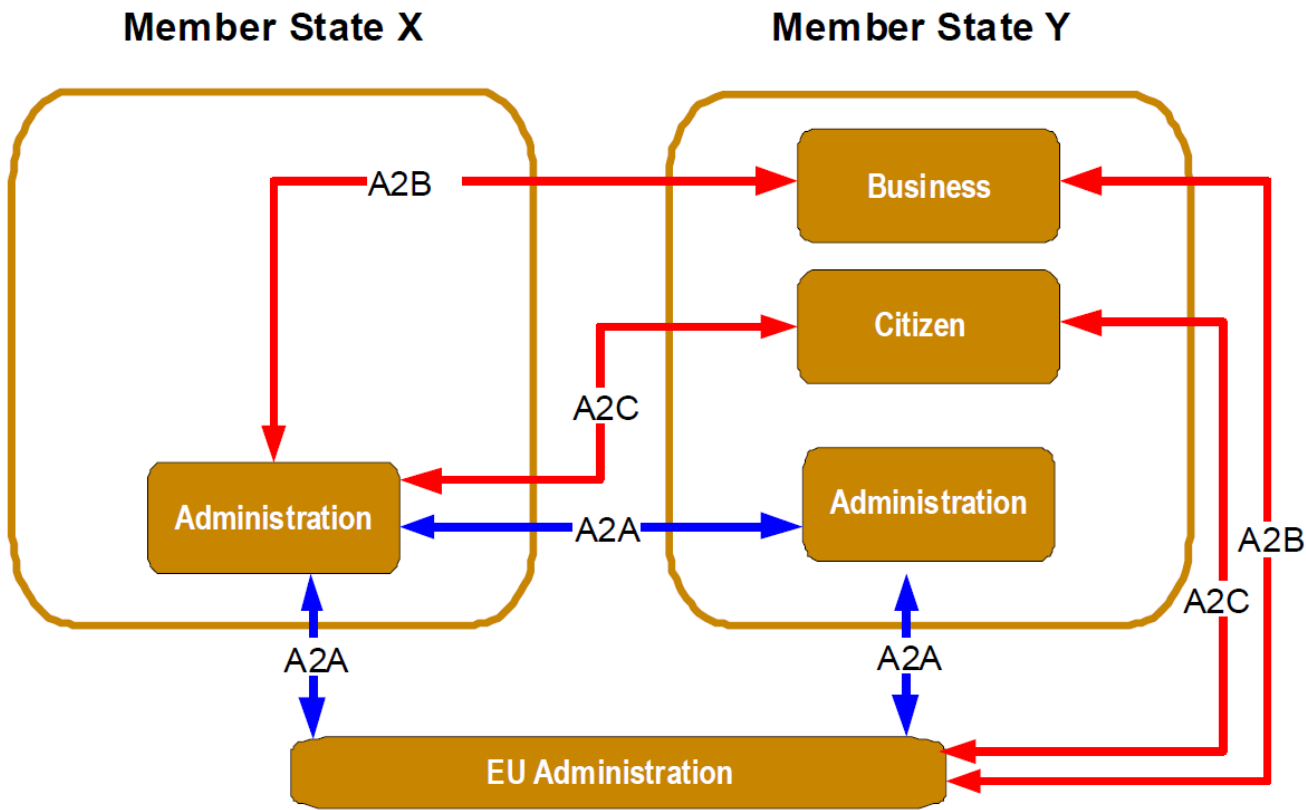 Member State X
Member State Y
A2B
Business
Citizen
A2C
Administration
Administration
A2A
A2B
A2C
A2A
A2A
EU Administration